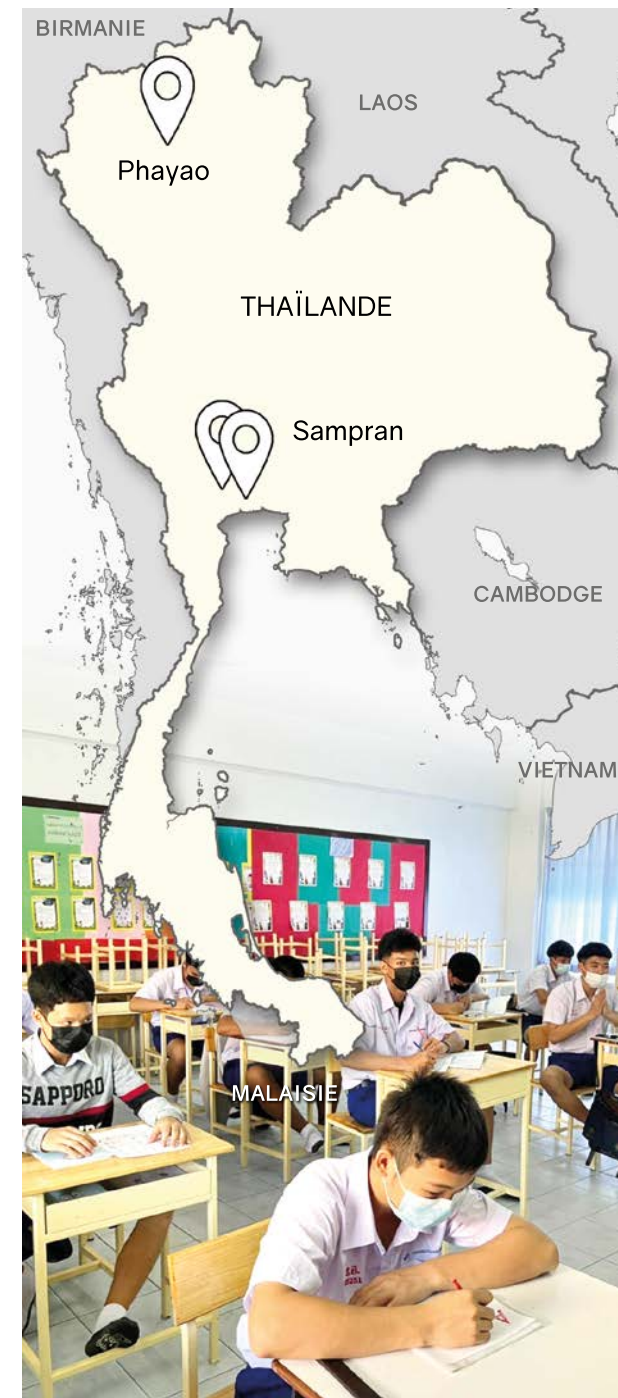 BIRMANIE
LAOS
Phayao
THAÏLANDE
Sampran
CAMBODGE
VIETNAM
MALAISIE
SAPPORO